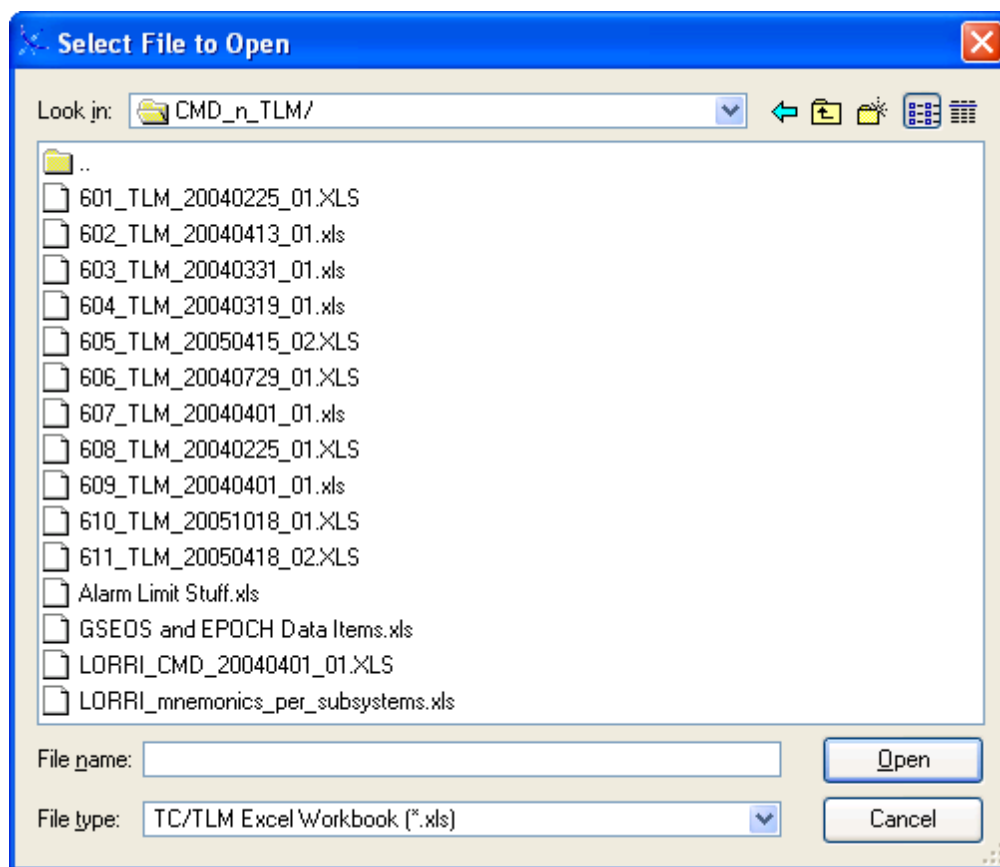 Select File to Open
Look in: CMD_n_TLM/
..
601_TLM_20040225_01.XLS
602_TLM_20040413_01.xls
603_TLM_20040331_01.xls
604_TLM_20040319_01.xls
605_TLM_20050415_02.XLS
606_TLM_20040729_01.XLS
607_TLM_20040401_01.xls
608_TLM_20040225_01.XLS
609_TLM_20040401_01.xls
610_TLM_20051018_01.XLS
611_TLM_20050418_02.XLS
Alarm Limit Stuff.xls
GSEOS and EPOCH Data Items.xls
LORRI_CMD_20040401_01.XLS
LORRI_mnemonics_per_subsystems.xls
File name: Open
File type: TC/TLM Excel Workbook (*.xls) Cancel